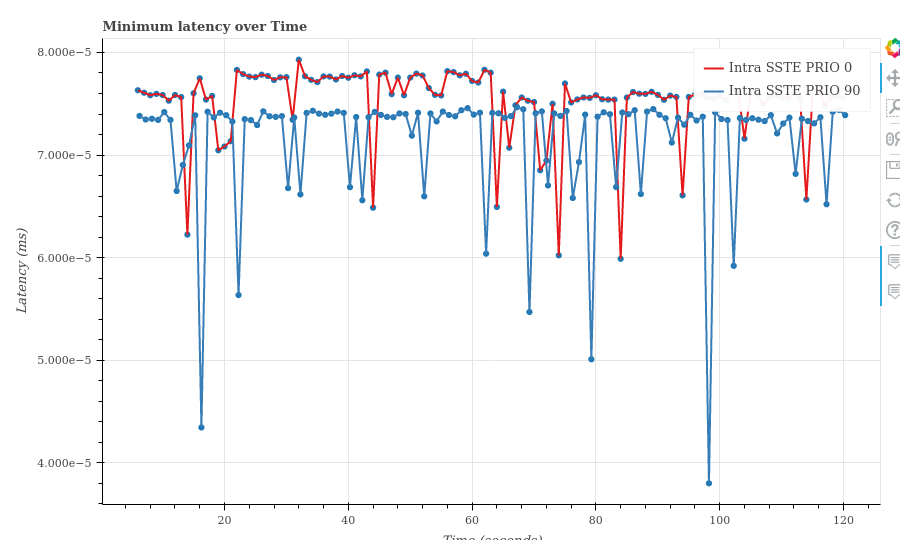 Minimum latency over Time
8.000e−5
7.000e−5
6.000e−5
5.000e−5
4.000e−5
Latency (ms)
Intra SSTE PRIO 0
Intra SSTE PRIO 90
20 40 60 80 100 120
Time (seconds)